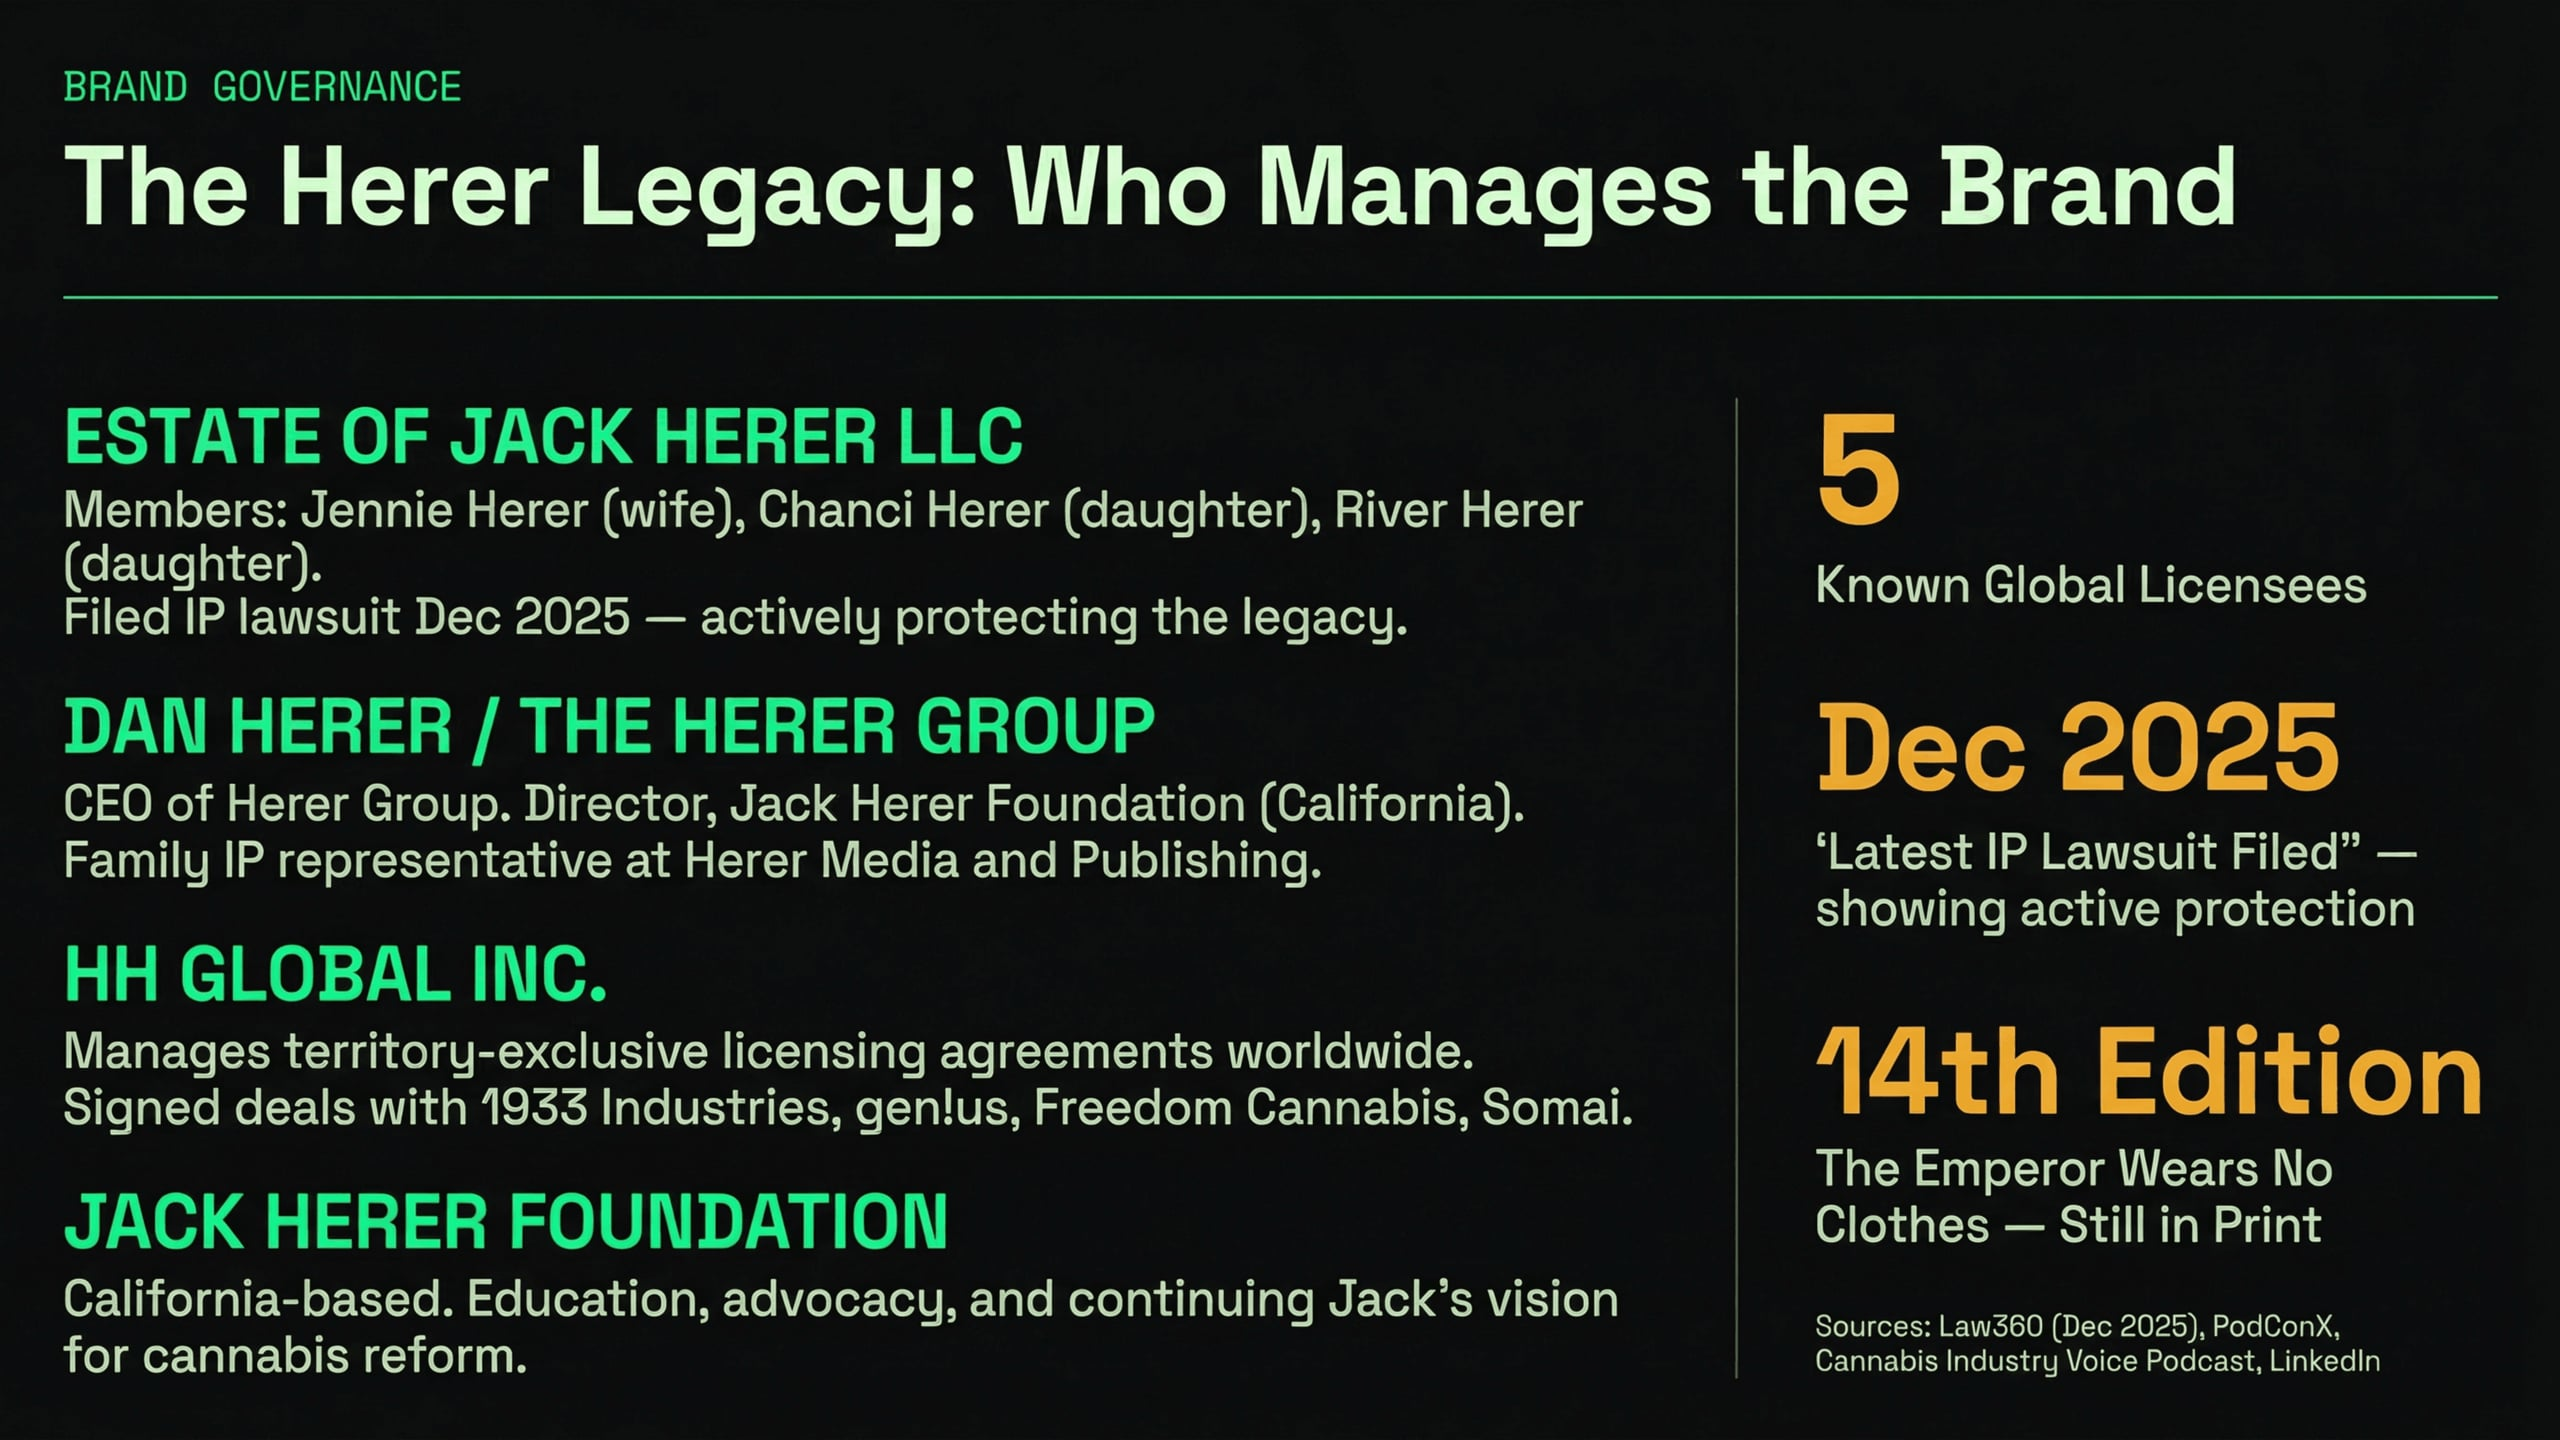 BRAND GOVERNANCE
The Herer Legacy: Who Manages the Brand
ESTATE OF JACK HERER LLC
Members: Jennie Herer (wife), Chanci Herer (daughter), River Herer
(daughter).
Filed IP lawsuit Dec 2025 — actively protecting the legacy.
DAN HERER / THE HERER GROUP
CEO of Herer Group. Director, Jack Herer Foundation (California).
Family IP representative at Herer Media and Publishing.
HH GLOBAL INC.
Manages territory-exclusive licensing agreements worldwide.
Signed deals with 1933 Industries, gen!us, Freedom Cannabis, Somai.
JACK HERER FOUNDATION
California-based. Education, advocacy, and continuing Jack’s vision
for cannabis reform.
5
Known Global Licensees
Dec 2025
‘Latest IP Lawsuit Filed” —
showing active protection
14th Edition
The Emperor Wears No
Clothes — Still in Print
Sources: Law360 (Dec 2025), PodConX,
Cannabis Industry Voice Podcast, LinkedIn